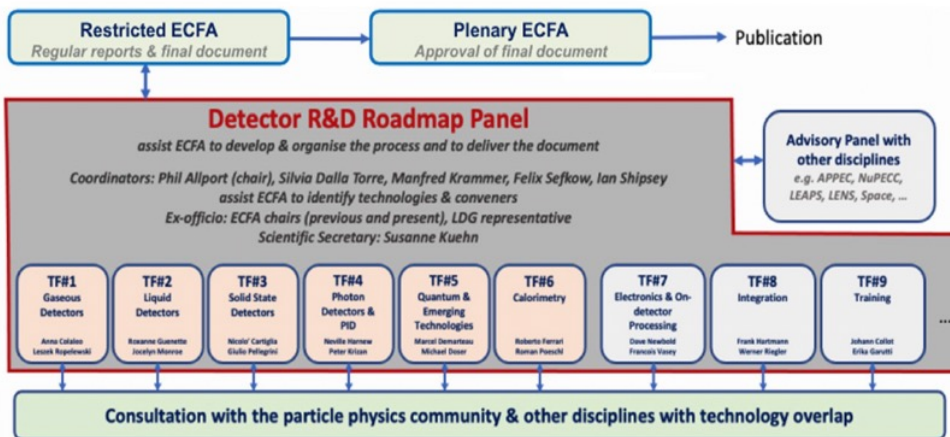 Restricted ECFA
Regular reports & final document
Plenary ECFA
Approval of final document
Publication
Detector R&D Roadmap Panel
assist ECFA to develop & organise the process and to deliver the document
Coordinators: Phil Allport (chair), Silvia Dalla Torre, Manfred Krammer, Felix Sefkow, Ian Shipsey
assist ECFA to identify technologies & conveners
Ex-officio: ECFA chairs (previous and present), LDG representative
Scientific Secretary: Susanne Kuehn
Advisory Panel with
other disciplines
e.g. APPEC, NuPECC,
LEAPS, LENS, Space, ...
TF#1
Gaseous
Detectors
Anna Colaleo
Leszek Ropelewski
TF#2
Liquid
Detectors
Roxanne Guenette
Jocelyn Monroe
TF#3
Solid State
Detectors
Nicolo' Cartiglia
Giulio Pellegrini
TF#4
Photon
Detectors &
PID
Neville Harnew
Peter Krizan
TF#5
Quantum &
Emerging
Technologies
Marcel Demarteau
Michael Doser
TF#6
Calorimetry
Roberto Ferrari
Roman Poeschl
TF#7
Electronics & On-
detector
Processing
Dave Newbold
Francois Vasey
TF#8
Integration
Frank Hartmann
Werner Riegler
TF#9
Training
Johann Collot
Erika Garutti
...
Consultation with the particle physics community & other disciplines with technology overlap